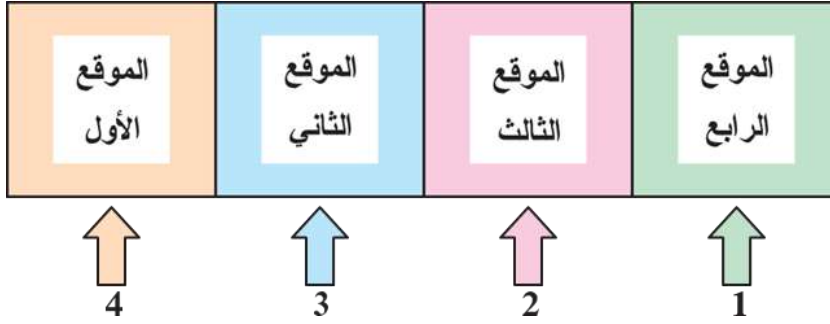 الموقع
الرابع
الموقع
الثالث
الموقع
الثاني
الموقع
الأول
1
2
3
4